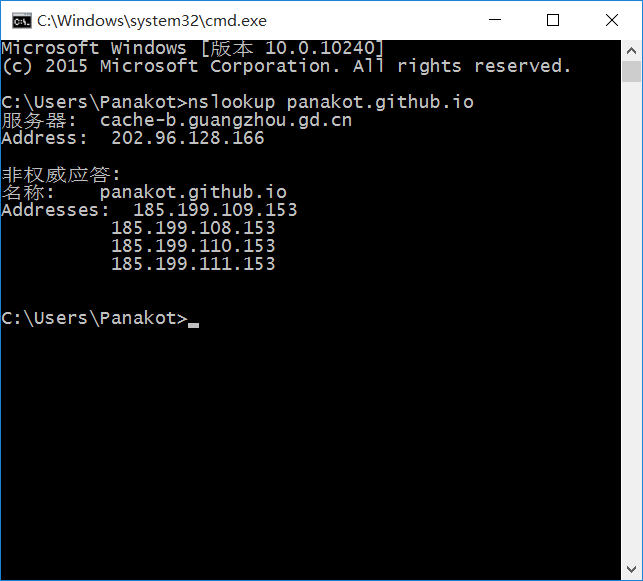 C:\Windows\system32\cmd.exe
Microsoft Windows [版本 10.0.10240]
(c) 2015 Microsoft Corporation. All rights reserved.
C:\Users\Panakot>nslookup panakot.github.io
服务器:  cache-b.guangzhou.gd.cn
Address:  202.96.128.166
非权威应答:
名称:    panakot.github.io
Addresses:  185.199.109.153
185.199.108.153
185.199.110.153
185.199.111.153
C:\Users\Panakot>